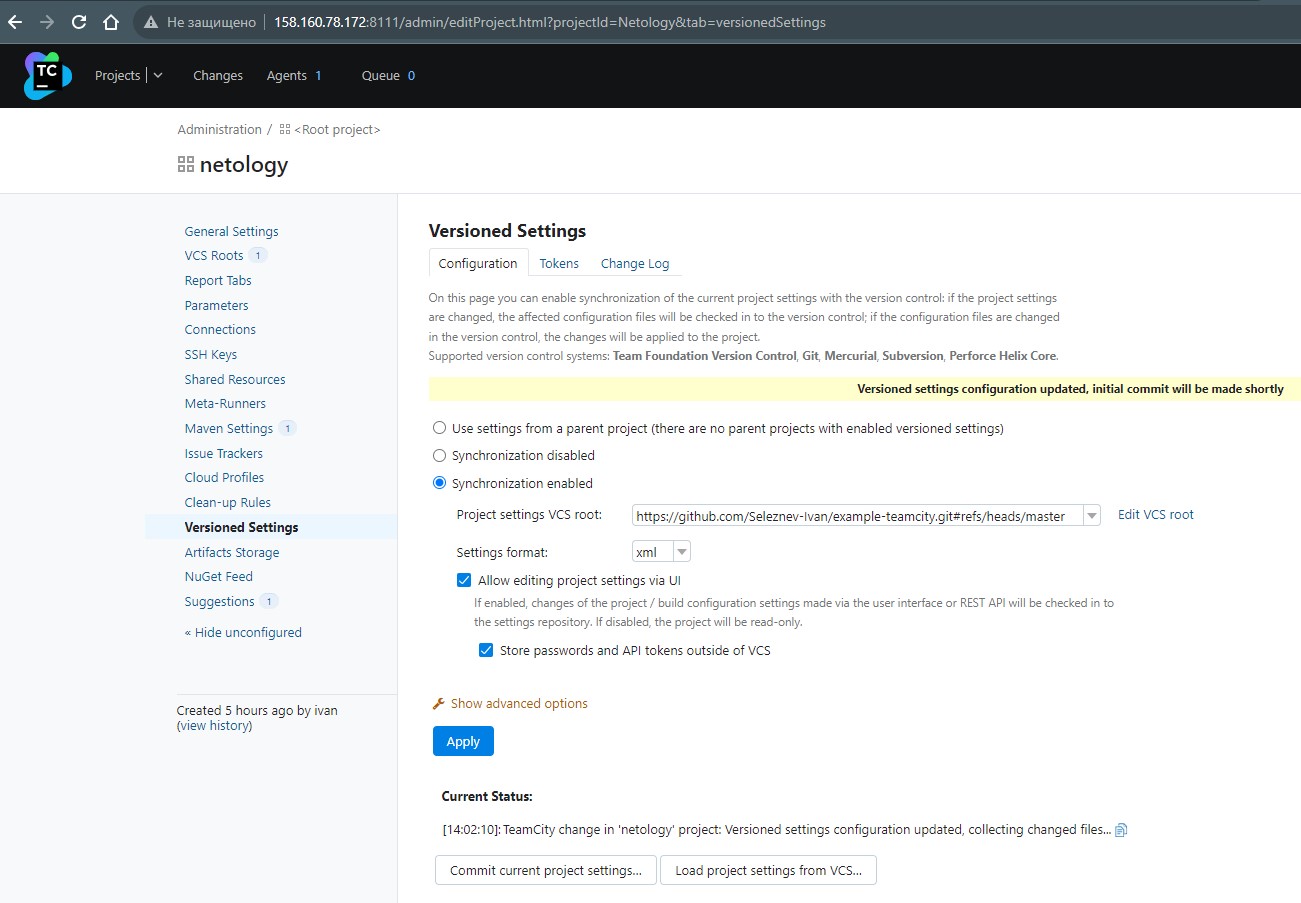 Не защищено 158.160.78.172:8111/admin/editProject.html?projectId=Netology&tab=versionedSettings
TC Projects Changes Agents 1 Queue 0
Administration / <Root project>
netology
General Settings
VCS Roots 1
Report Tabs
Parameters
Connections
SSH Keys
Shared Resources
Meta-Runners
Maven Settings 1
Issue Trackers
Cloud Profiles
Clean-up Rules
Versioned Settings
Artifacts Storage
NuGet Feed
Suggestions 1
« Hide unconfigured
Created 5 hours ago by ivan
(view history)
Versioned Settings
Configuration Tokens Change Log
On this page you can enable synchronization of the current project settings with the version control: if the project settings
are changed, the affected configuration files will be checked in to the version control; if the configuration files are changed
in the version control, the changes will be applied to the project.
Supported version control systems: Team Foundation Version Control, Git, Mercurial, Subversion, Perforce Helix Core.
Versioned settings configuration updated, initial commit will be made shortly
Use settings from a parent project (there are no parent projects with enabled versioned settings)
Synchronization disabled
Synchronization enabled
Project settings VCS root: https://github.com/Seleznev-Ivan/example-teamcity.git#refs/heads/master Edit VCS root
Settings format: xml
Allow editing project settings via UI
If enabled, changes of the project / build configuration settings made via the user interface or REST API will be checked in to
the settings repository. If disabled, the project will be read-only.
Store passwords and API tokens outside of VCS
Show advanced options
Apply
Current Status:
[14:02:10]: TeamCity change in 'netology' project: Versioned settings configuration updated, collecting changed files...
Commit current project settings... Load project settings from VCS...